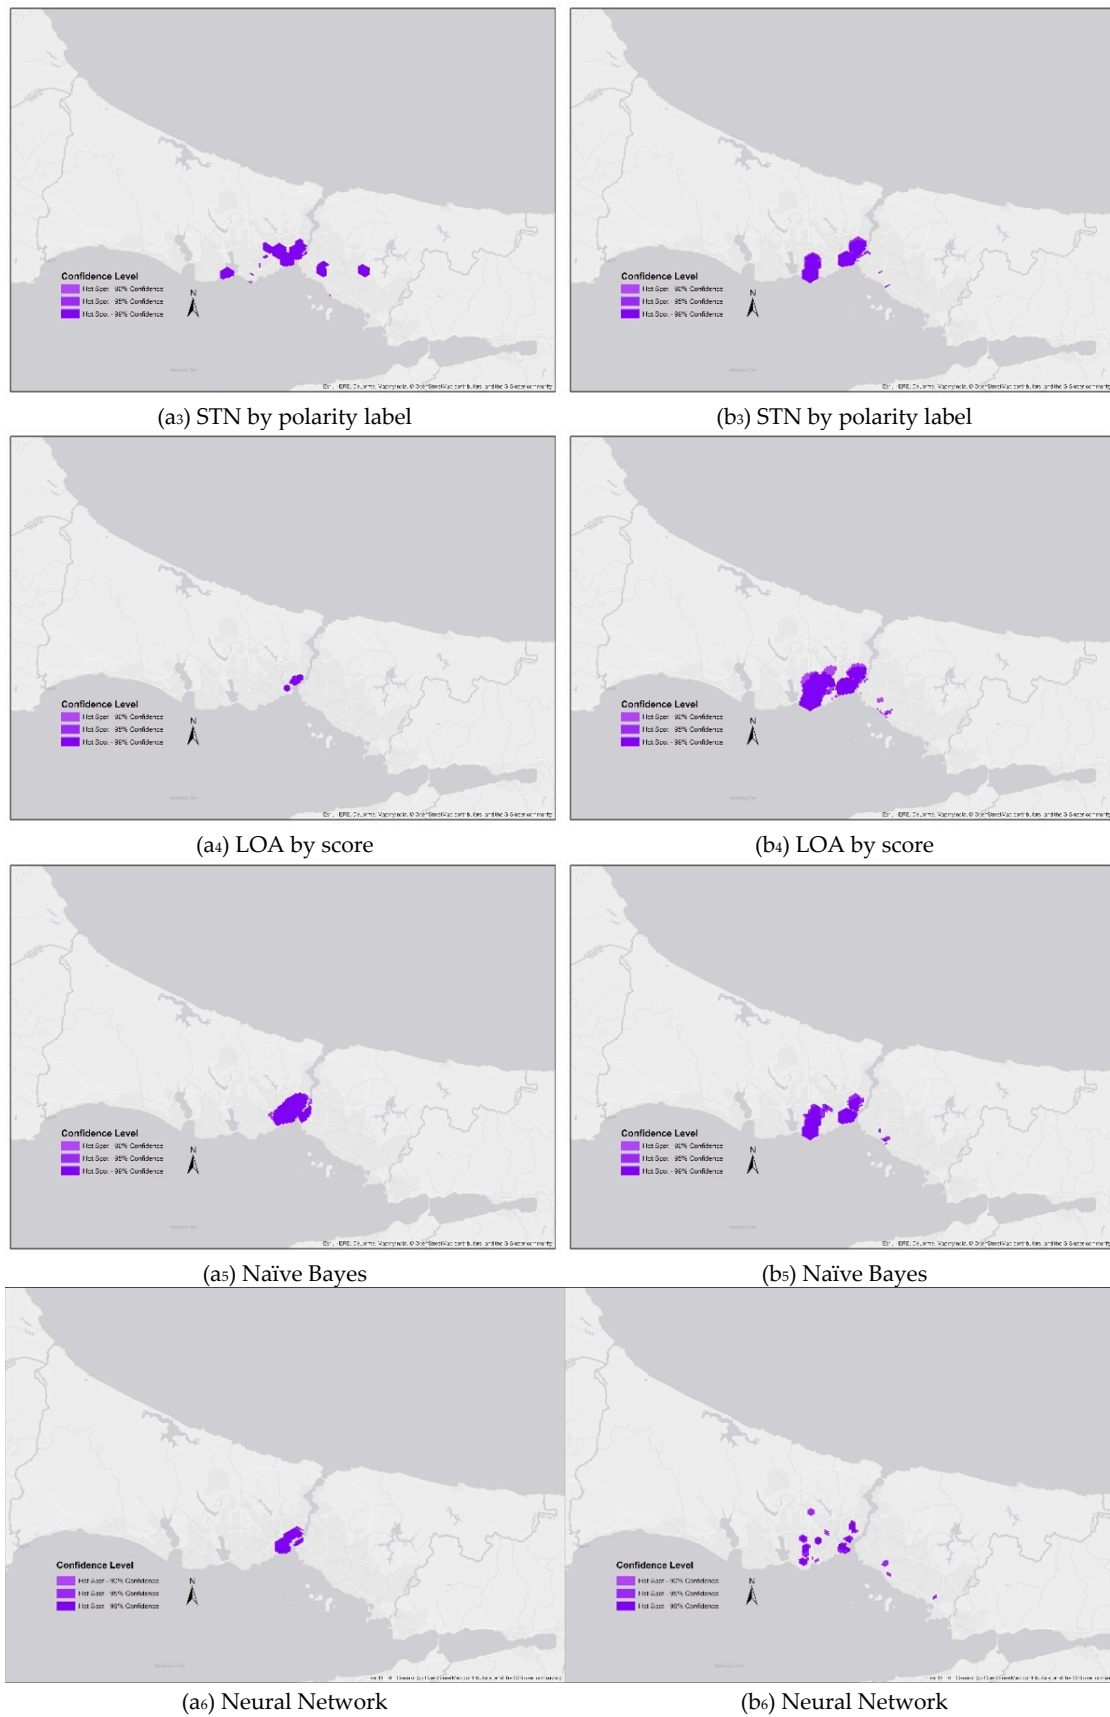 Confidence Level
Hot Spot - 90% Confidence
Hot Spot - 95% Confidence
Hot Spot - 99% Confidence
N
(a3) STN by polarity label
Confidence Level
Hot Spot - 90% Confidence
Hot Spot - 95% Confidence
Hot Spot - 99% Confidence
N
(b3) STN by polarity label
Confidence Level
Hot Spot - 90% Confidence
Hot Spot - 95% Confidence
Hot Spot - 99% Confidence
N
(a4) LOA by score
Confidence Level
Hot Spot - 90% Confidence
Hot Spot - 95% Confidence
Hot Spot - 99% Confidence
N
(b4) LOA by score
Confidence Level
Hot Spot - 90% Confidence
Hot Spot - 95% Confidence
Hot Spot - 99% Confidence
N
(a5) Naïve Bayes
Confidence Level
Hot Spot - 90% Confidence
Hot Spot - 95% Confidence
Hot Spot - 99% Confidence
N
(b5) Naïve Bayes
Confidence Level
Hot Spot - 90% Confidence
Hot Spot - 95% Confidence
Hot Spot - 99% Confidence
N
(a6) Neural Network
Confidence Level
Hot Spot - 90% Confidence
Hot Spot - 95% Confidence
Hot Spot - 99% Confidence
N
(b6) Neural Network